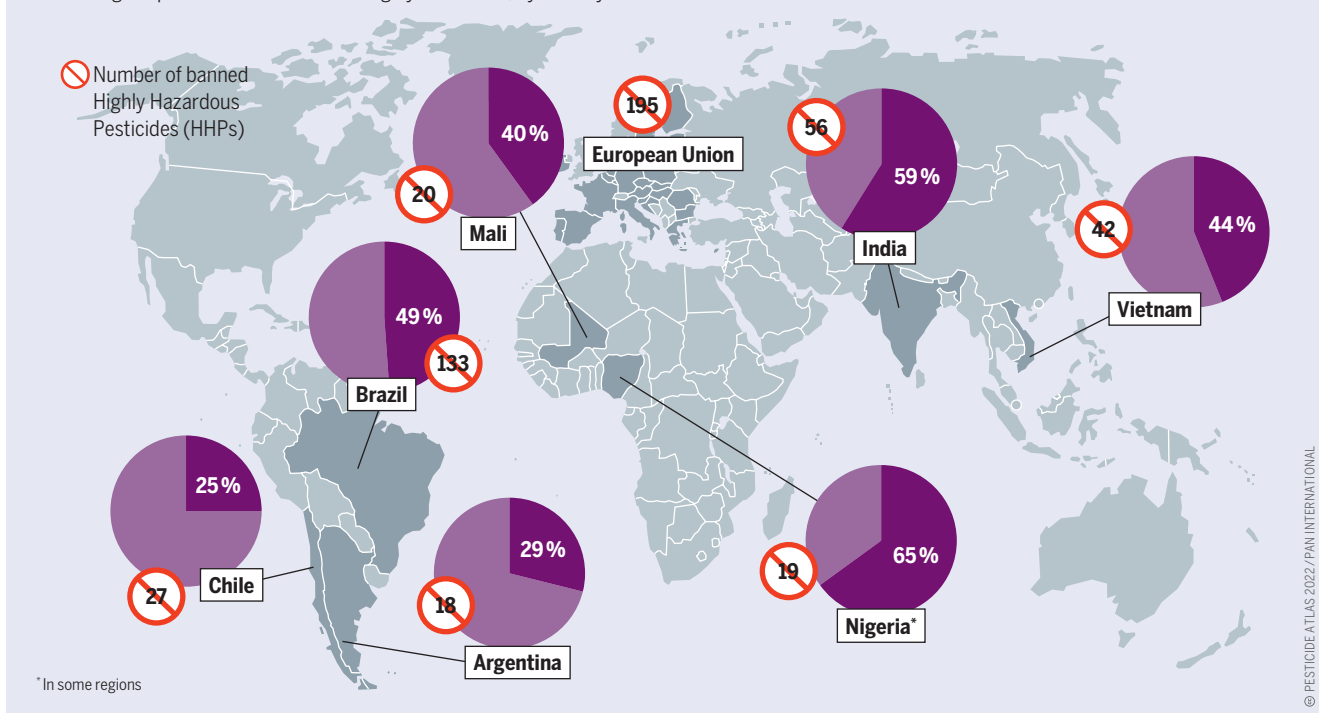 Number of banned
Highly Hazardous
Pesticides (HHPs)
195
European Union
40 %
20
Mali
56
59 %
India
42
44 %
Vietnam
49 %
133
Brazil
25 %
27
Chile
29 %
18
Argentina
65 %
19
Nigeria*
* In some regions
PESTICIDE ATLAS 2022 / PAN INTERNATIONAL